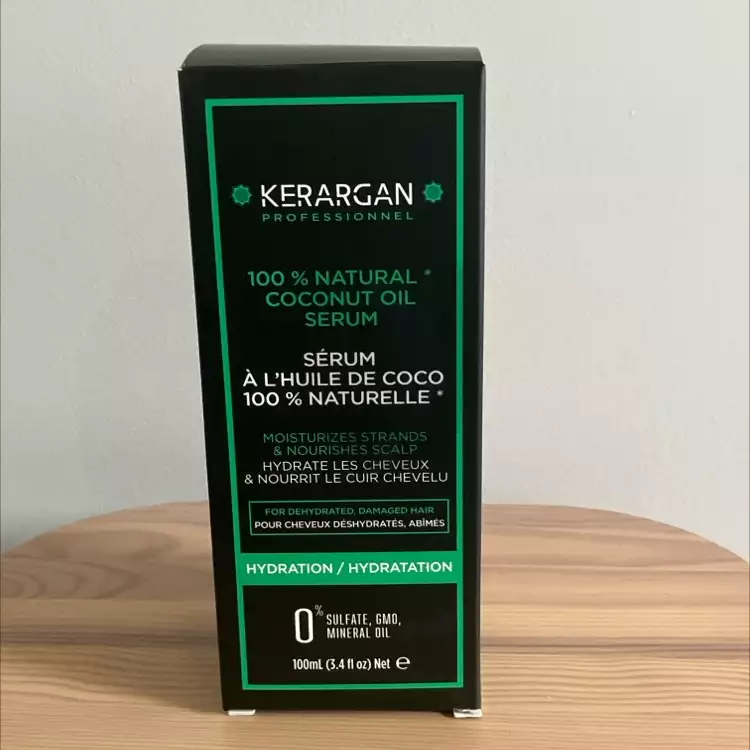 KERARGAN
PROFESSIONNEL
100 % NATURAL *
COCONUT OIL
SERUM
SÉRUM
À L'HUILE DE COCO
100 % NATURELLE *
MOISTURIZES STRANDS
& NOURISHES SCALP
HYDRATE LES CHEVEUX
& NOURRIT LE CUIR CHEVELU
FOR DEHYDRATED, DAMAGED HAIR
POUR CHEVEUX DÉSHYDRATÉS, ABÎMÉS
HYDRATION / HYDRATATION
0% SULFATE, GMO,
MINERAL OIL
100mL (3.4 fl oz) Net ℮